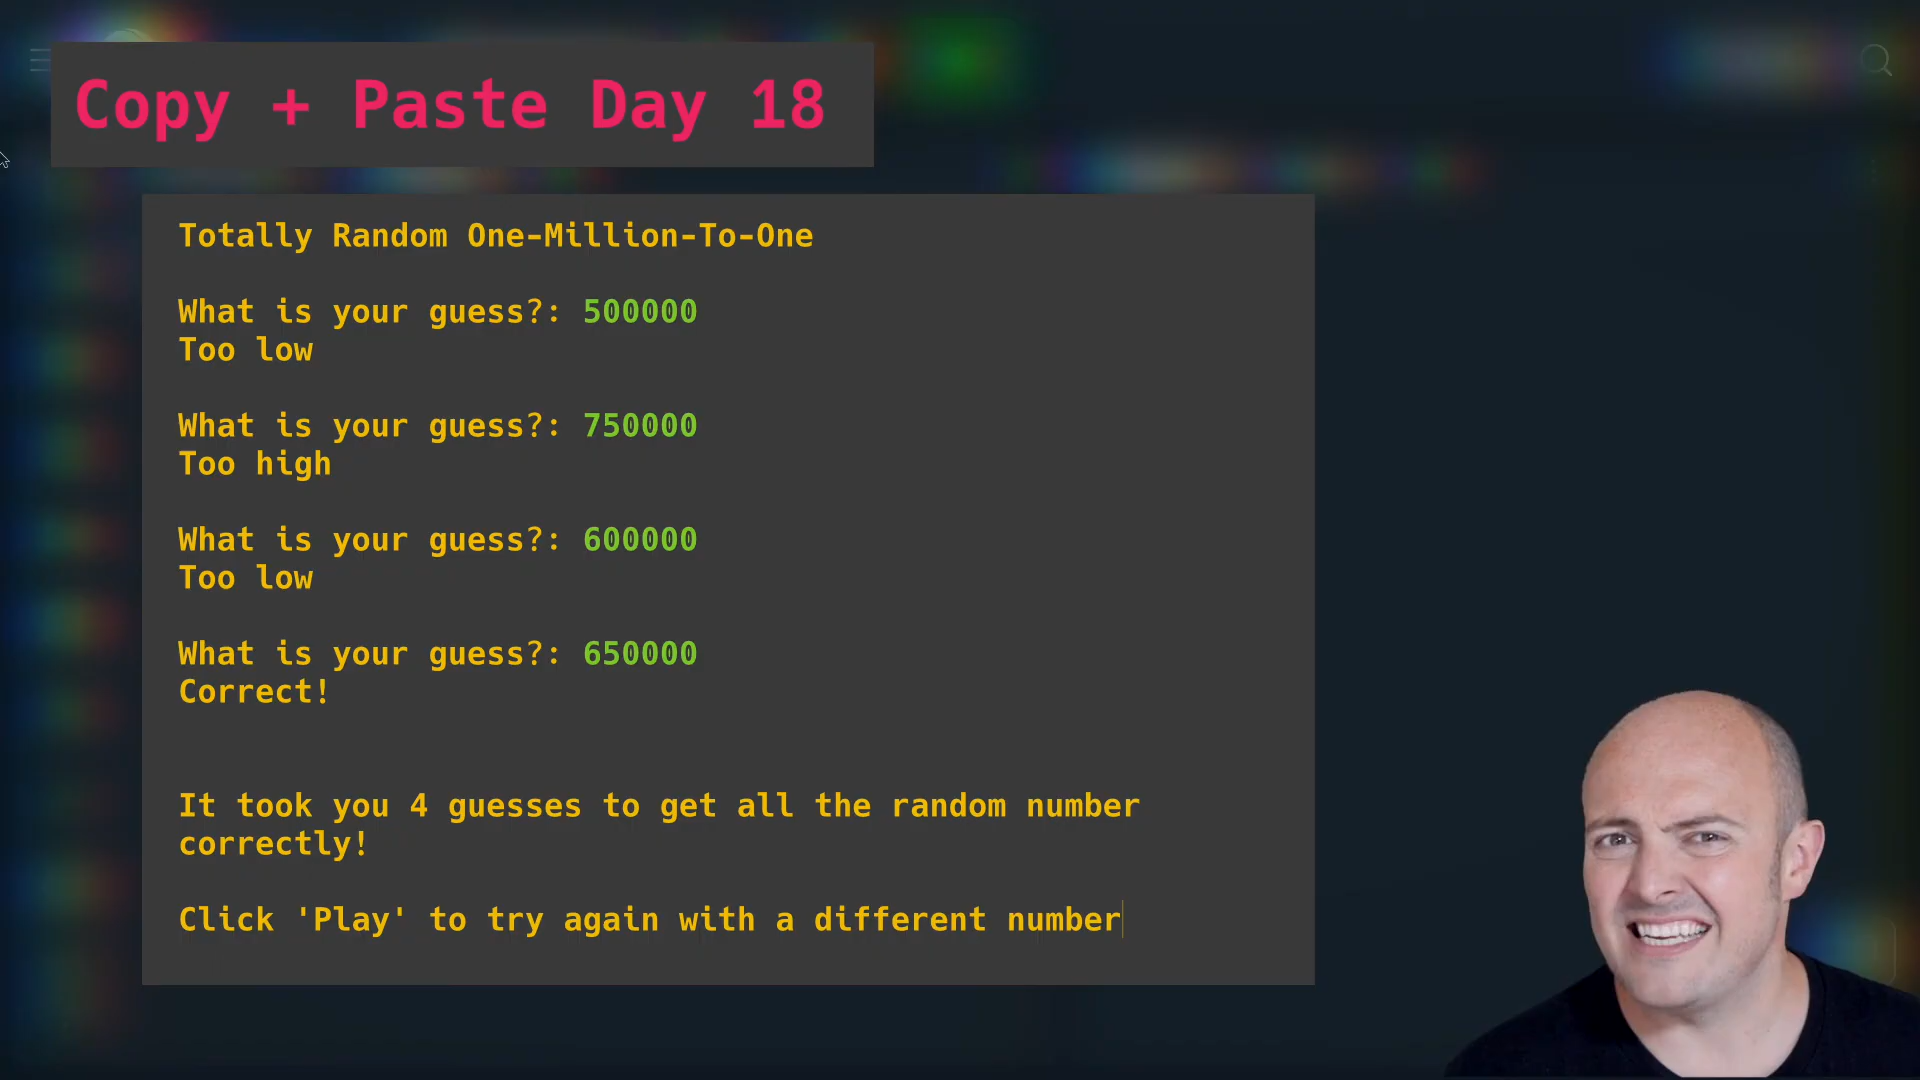 Copy + Paste Day 18
Totally Random One-Million-To-One
What is your guess?: 500000
Too low
What is your guess?: 750000
Too high
What is your guess?: 600000
Too low
What is your guess?: 650000
Correct!
It took you 4 guesses to get all the random number
correctly!
Click 'Play' to try again with a different number